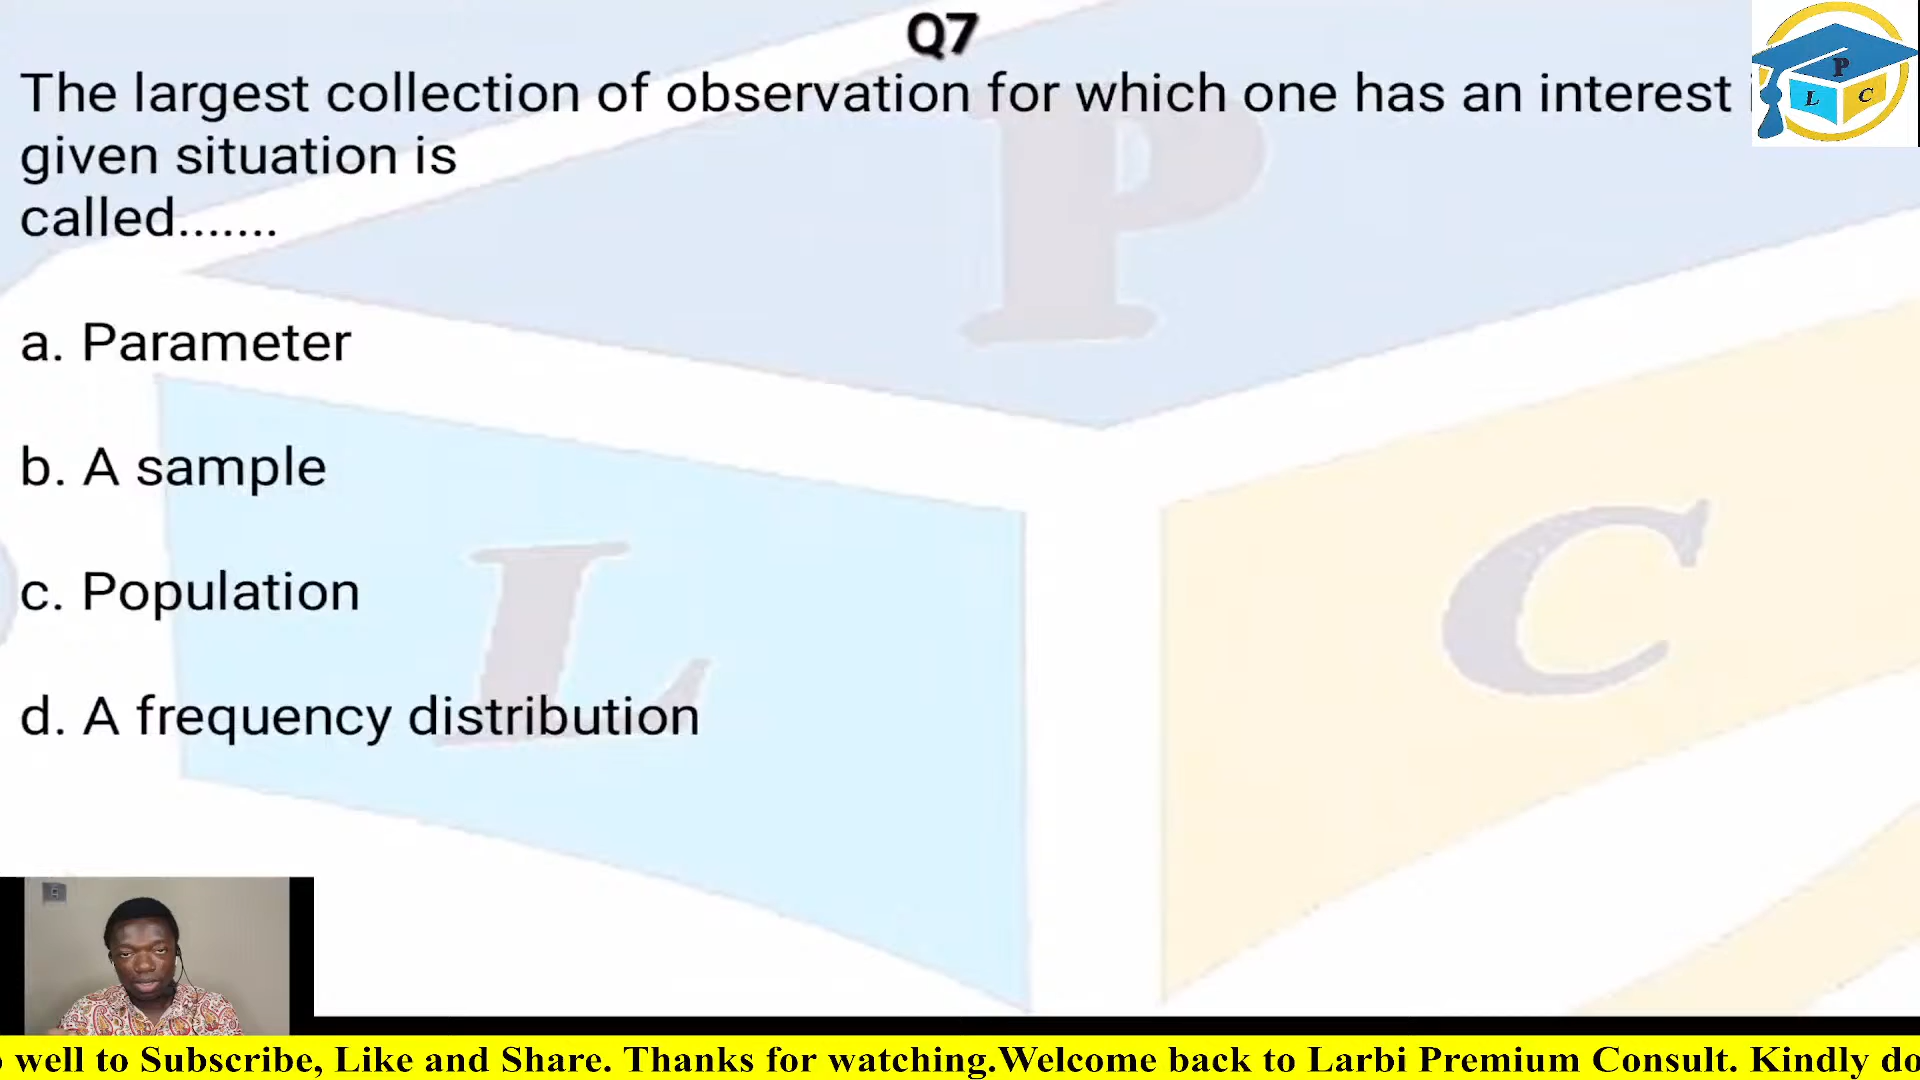 Q7
The largest collection of observation for which one has an interest
given situation is
called.......
a. Parameter
b. A sample
c. Population
d. A frequency distribution
P
L
C
P
L C
well to Subscribe, Like and Share. Thanks for watching.Welcome back to Larbi Premium Consult. Kindly do